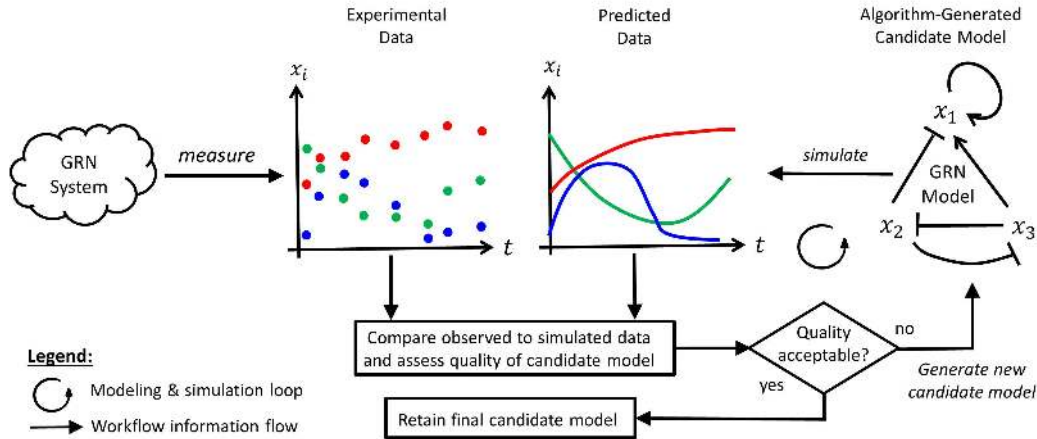 Experimental
Data
Predicted
Data
Algorithm-Generated
Candidate Model
x_i
x_i
x_1
GRN
System
measure
simulate
GRN
Model
x_2
x_3
t
t
Compare observed to simulated data
and assess quality of candidate model
Quality
acceptable?
no
yes
Generate new
candidate model
Legend:
Modeling & simulation loop
Workflow information flow
Retain final candidate model